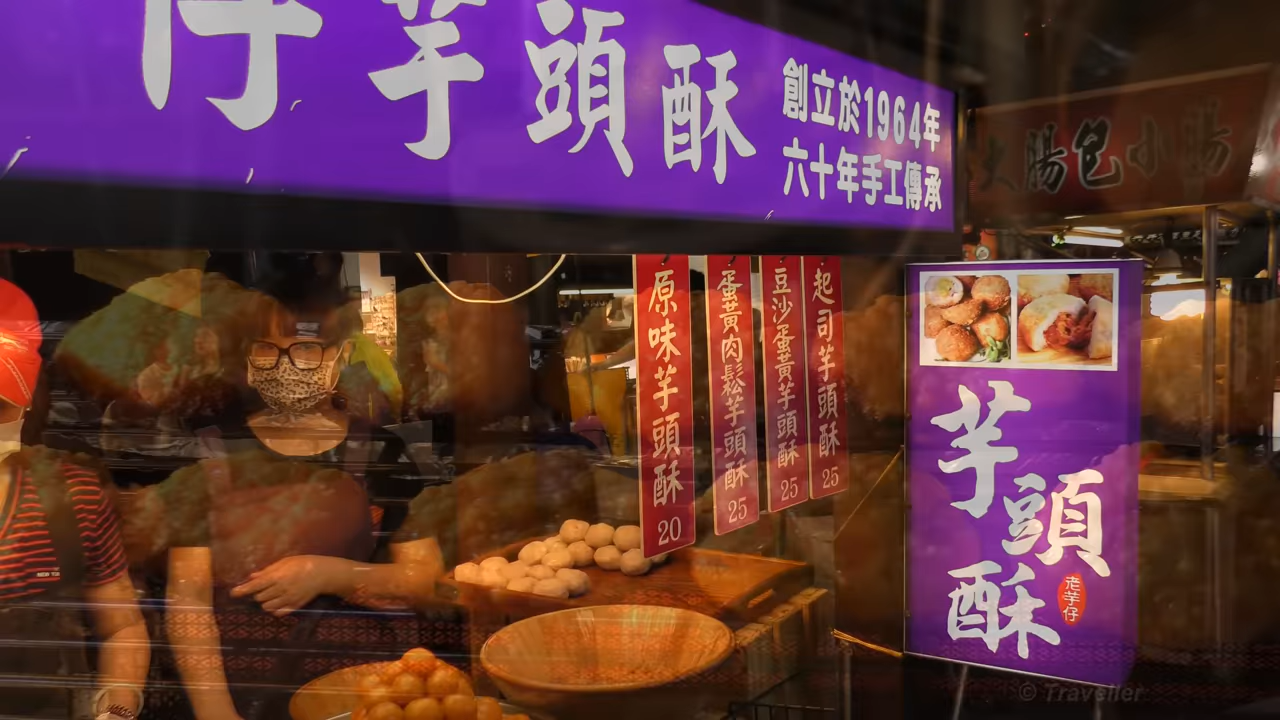 仔芋頭酥
創立於1964年
六十年手工傳承
大腸包小腸
原味芋頭酥 20
蛋黃肉鬆芋頭酥 25
豆沙蛋黃芋頭酥 25
起司芋頭酥 25
芋頭酥
老芋仔
NEW YO
© Traveller